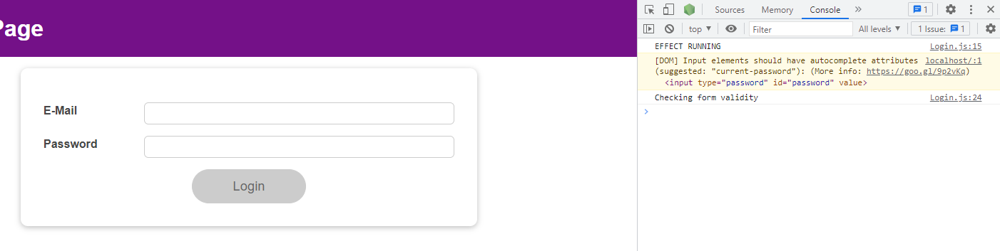 Page
Sources Memory Console » 1
top ▼ Filter All levels ▼ 1 Issue: 1
EFFECT RUNNING Login.js:15
[DOM] Input elements should have autocomplete attributes localhost/:1
(suggested: "current-password"): (More info: https://goo.gl/9p2vKq)
<input type="password" id="password" value>
Checking form validity Login.js:24
E-Mail
Password
Login